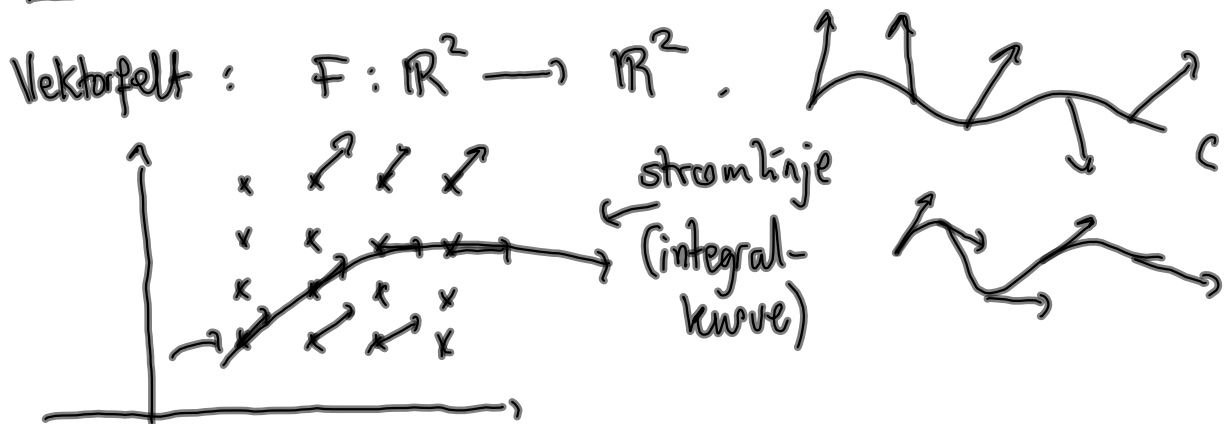 Vektorfelt : F : ℝ² → ℝ² .
C
strømlinje
(integral-
kurve)